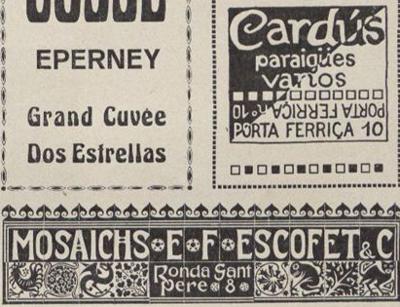 EPERNEY
Grand Cuvée
Dos Estrellas
Cardús
paraigües
varios
PORTA FERRIÇA nº 10
PORTA FERRIÇA 10
MOSAICHS E F ESCOFET & C
Ronda Sant
Pere 8